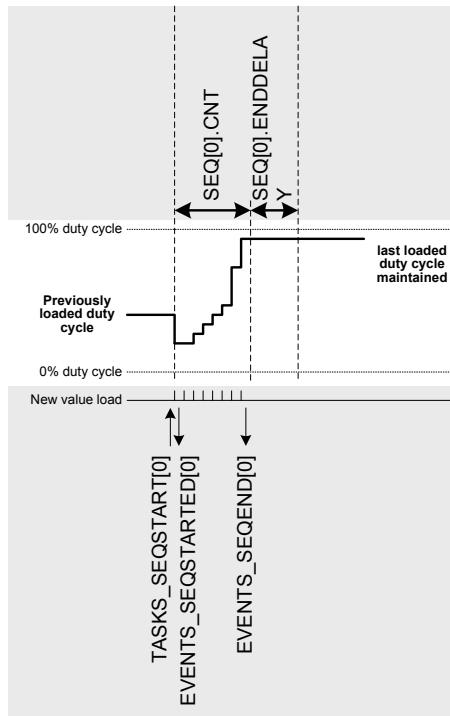 SEQ[0].CNT
SEQ[0].ENDDELA
Y
100% duty cycle
last loaded
duty cycle
maintained
Previously
loaded duty
cycle
0% duty cycle
New value load
TASKS_SEQSTART[0]
EVENTS_SEQSTARTED[0]
EVENTS_SEQEND[0]